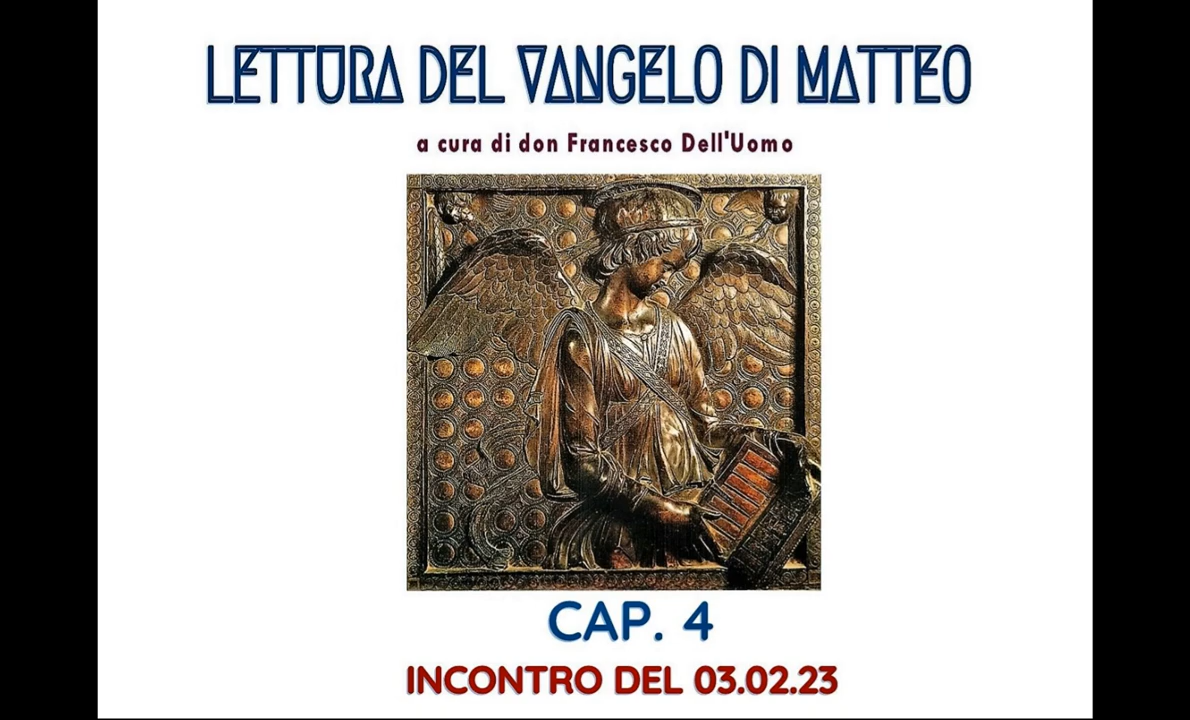 LETTURA DEL VANGELO DI MATTEO
a cura di don Francesco Dell'Uomo
CAP. 4
INCONTRO DEL 03.02.23